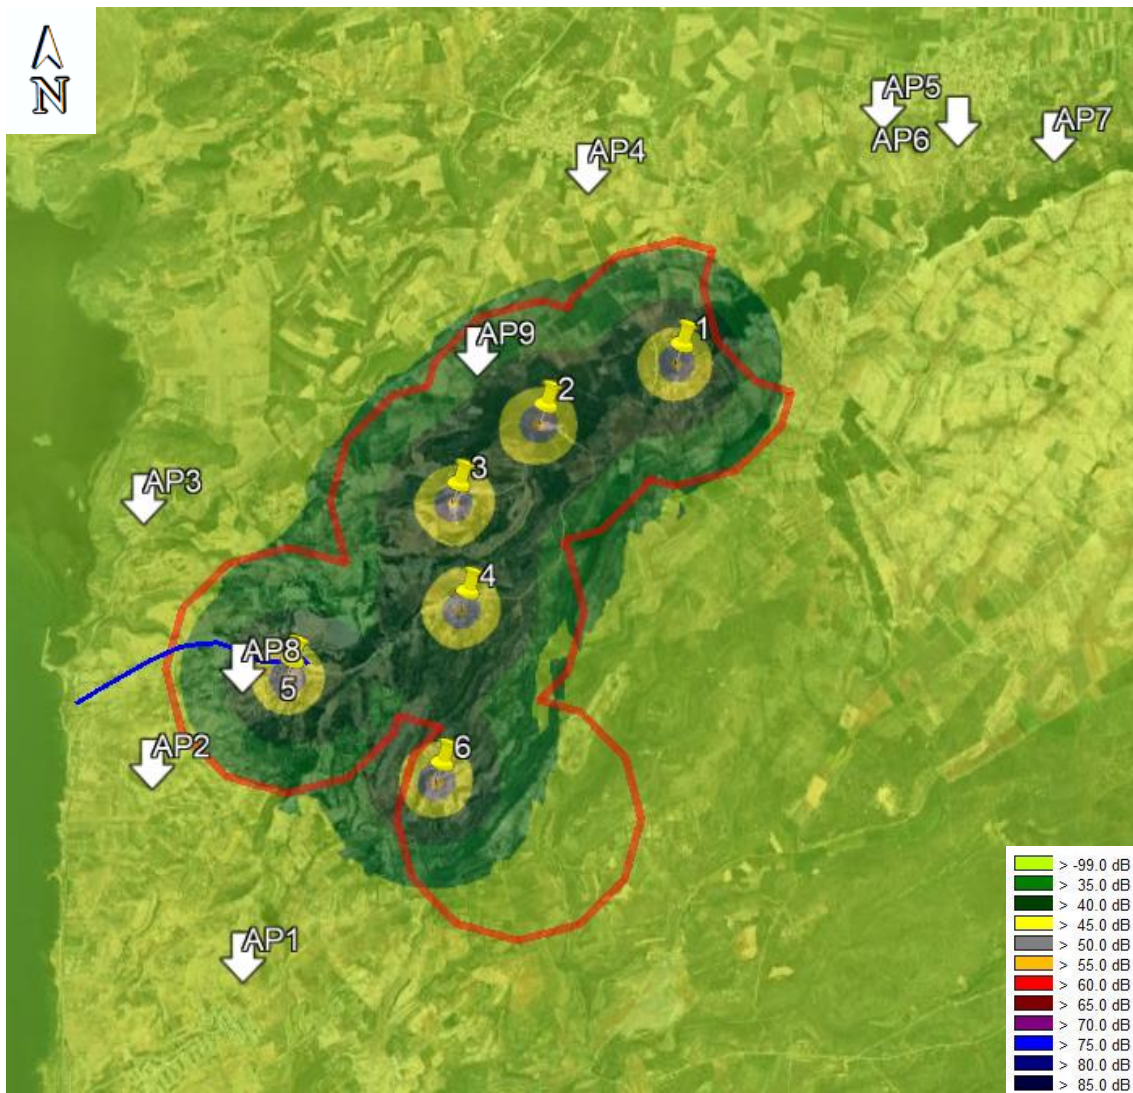 N
AP5
AP7
AP6
AP4
1
AP9
2
3
AP3
4
AP8
5
AP2
6
AP1
> -99.0 dB
> 35.0 dB
> 40.0 dB
> 45.0 dB
> 50.0 dB
> 55.0 dB
> 60.0 dB
> 65.0 dB
> 70.0 dB
> 75.0 dB
> 80.0 dB
> 85.0 dB